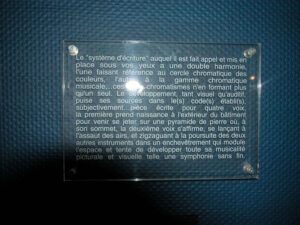 Le "système d'écriture" auquel il est fait appel et mis en
place sous vos yeux a une double harmonie,
l'une faisant référence au cercle chromatique des
couleurs, l'autre à la gamme chromatique
musicale,...ces chromatismes n'en formant plus
qu'un seul. Le développement, tant visuel qu'auditif,
puise ses sources dans le(s) code(s) établi(s),
subjectivement, pièce écrite pour quatre voix,
la première prend naissance à l'extérieur du bâtiment
pour venir se jeter sur une pyramide de pierre où, à
son sommet, la deuxième voix s'affirme, se lançant à
l'assaut des airs, et zigzaguant à la poursuite des deux
autres instruments dans un enchevêtrement qui module
l'espace et tente de développer toute sa musicalité
picturale et visuelle telle une symphonie sans fin.